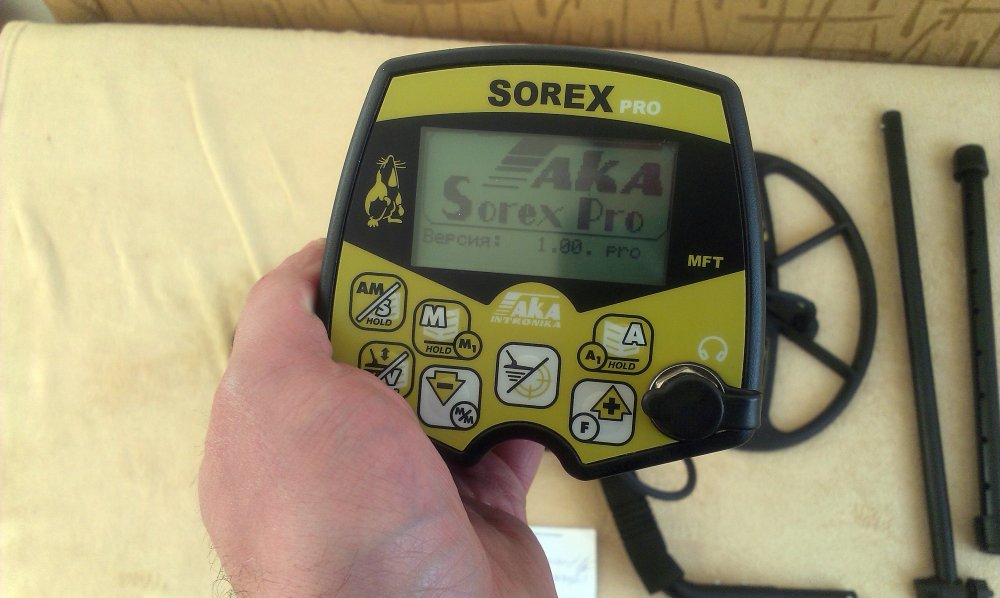 SOREX PRO
AKA
Sorex Pro
Версия: 1.00. pro
MFT
AKA
INTRONIKA
AM
S
HOLD
M
HOLD M1
A
A1 HOLD
M/M
F